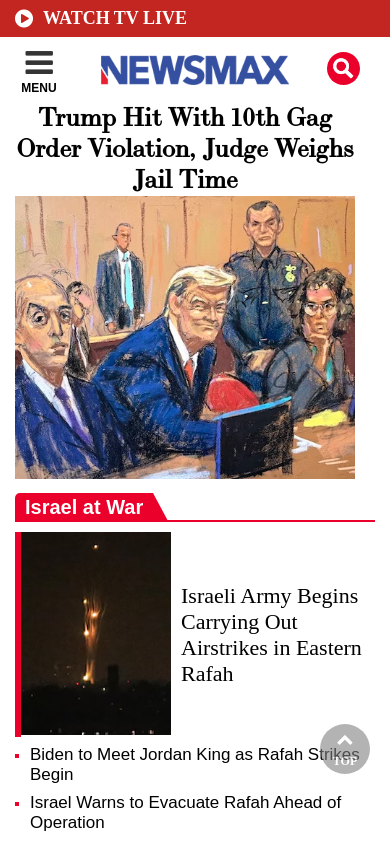 WATCH TV LIVE
MENU
NEWSMAX
Trump Hit With 10th Gag
Order Violation, Judge Weighs
Jail Time
Israel at War
Israeli Army Begins
Carrying Out
Airstrikes in Eastern
Rafah
Biden to Meet Jordan King as Rafah Strikes
Begin
TOP
Israel Warns to Evacuate Rafah Ahead of
Operation